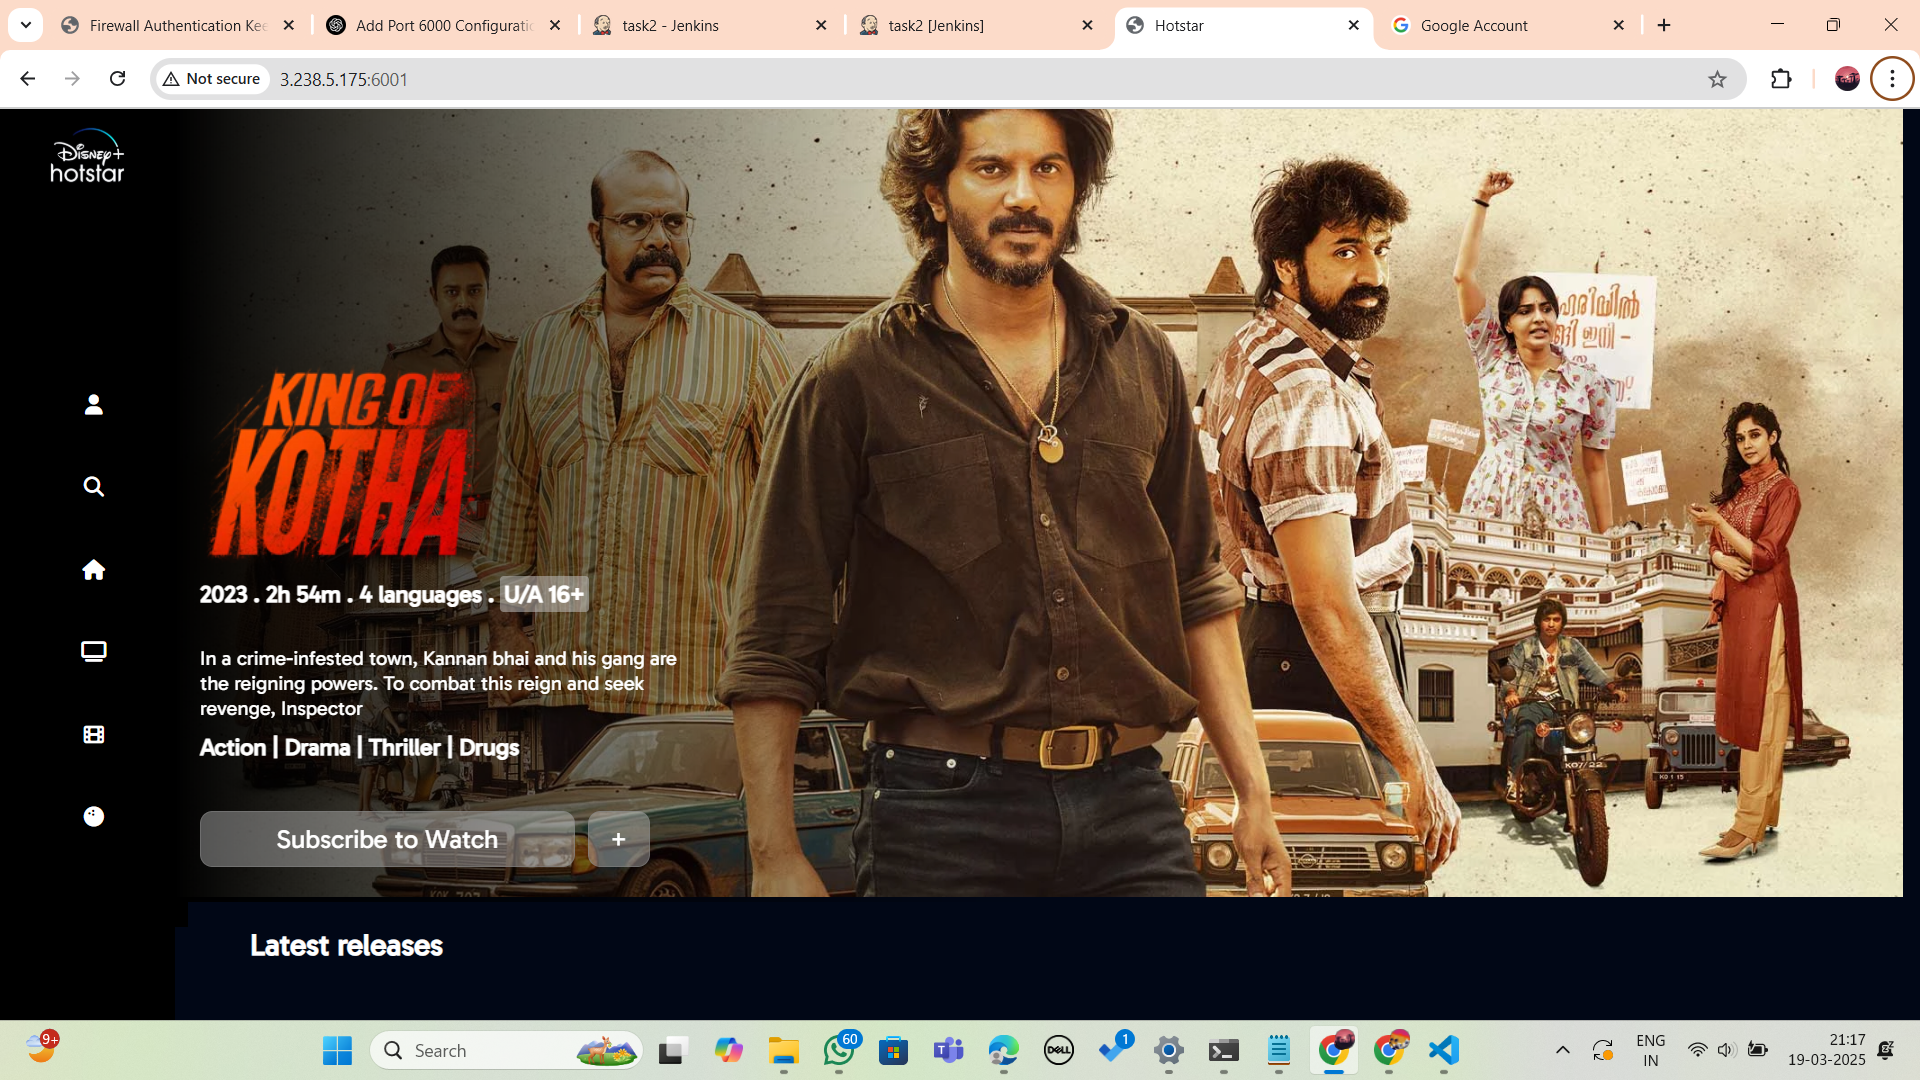 Firewall Authentication Kee
Add Port 6000 Configuratio
task2 - Jenkins
task2 [Jenkins]
Hotstar
Google Account
Not secure
3.238.5.175:6001
Disney+
hotstar
KING OF
KOTHA
2023 . 2h 54m . 4 languages . U/A 16+
In a crime-infested town, Kannan bhai and his gang are
the reigning powers. To combat this reign and seek
revenge, Inspector
Action | Drama | Thriller | Drugs
Subscribe to Watch
+
Latest releases
9+
Search
60
DELL
1
ENG
IN
21:17
19-03-2025